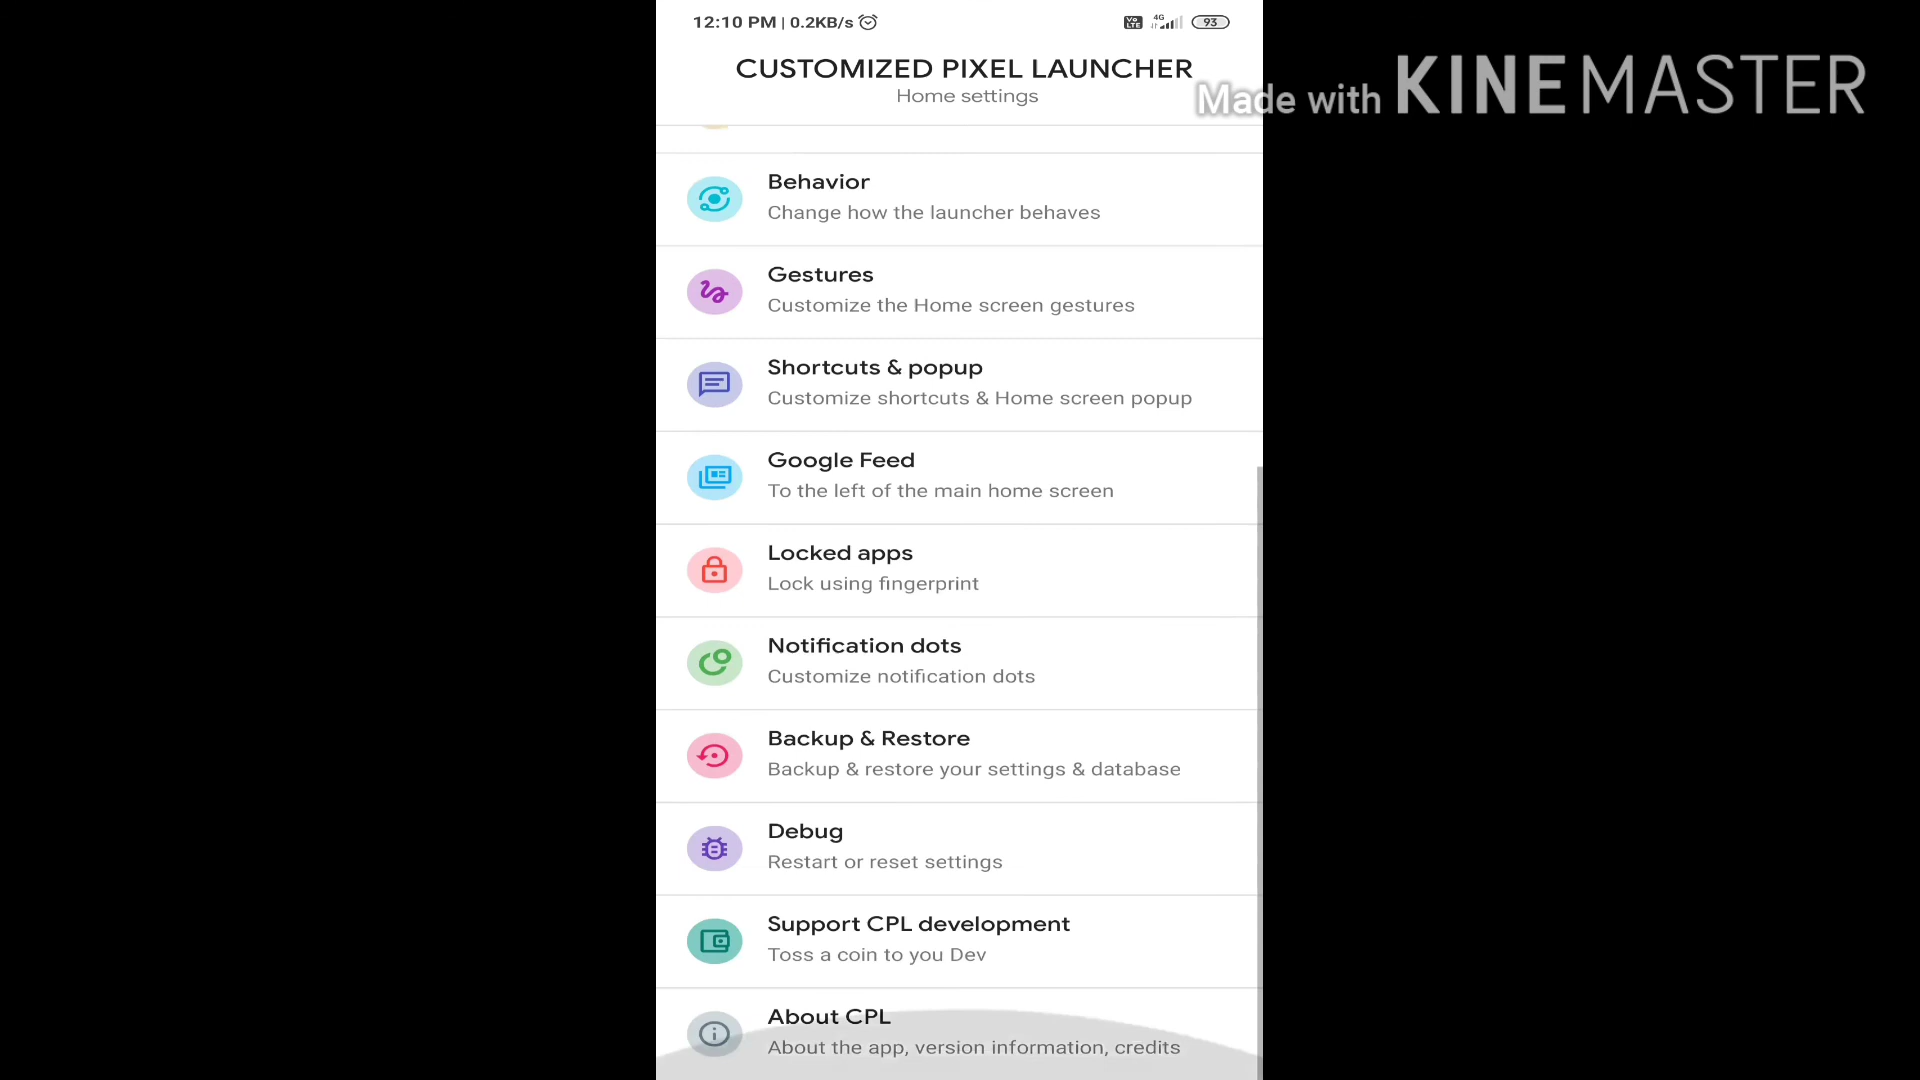 12:10 PM | 0.2KB/s
Vo LTE 4G 93
CUSTOMIZED PIXEL LAUNCHER
Home settings
Made with KINEMASTER
Behavior
Change how the launcher behaves
Gestures
Customize the Home screen gestures
Shortcuts & popup
Customize shortcuts & Home screen popup
Google Feed
To the left of the main home screen
Locked apps
Lock using fingerprint
Notification dots
Customize notification dots
Backup & Restore
Backup & restore your settings & database
Debug
Restart or reset settings
Support CPL development
Toss a coin to you Dev
About CPL
About the app, version information, credits